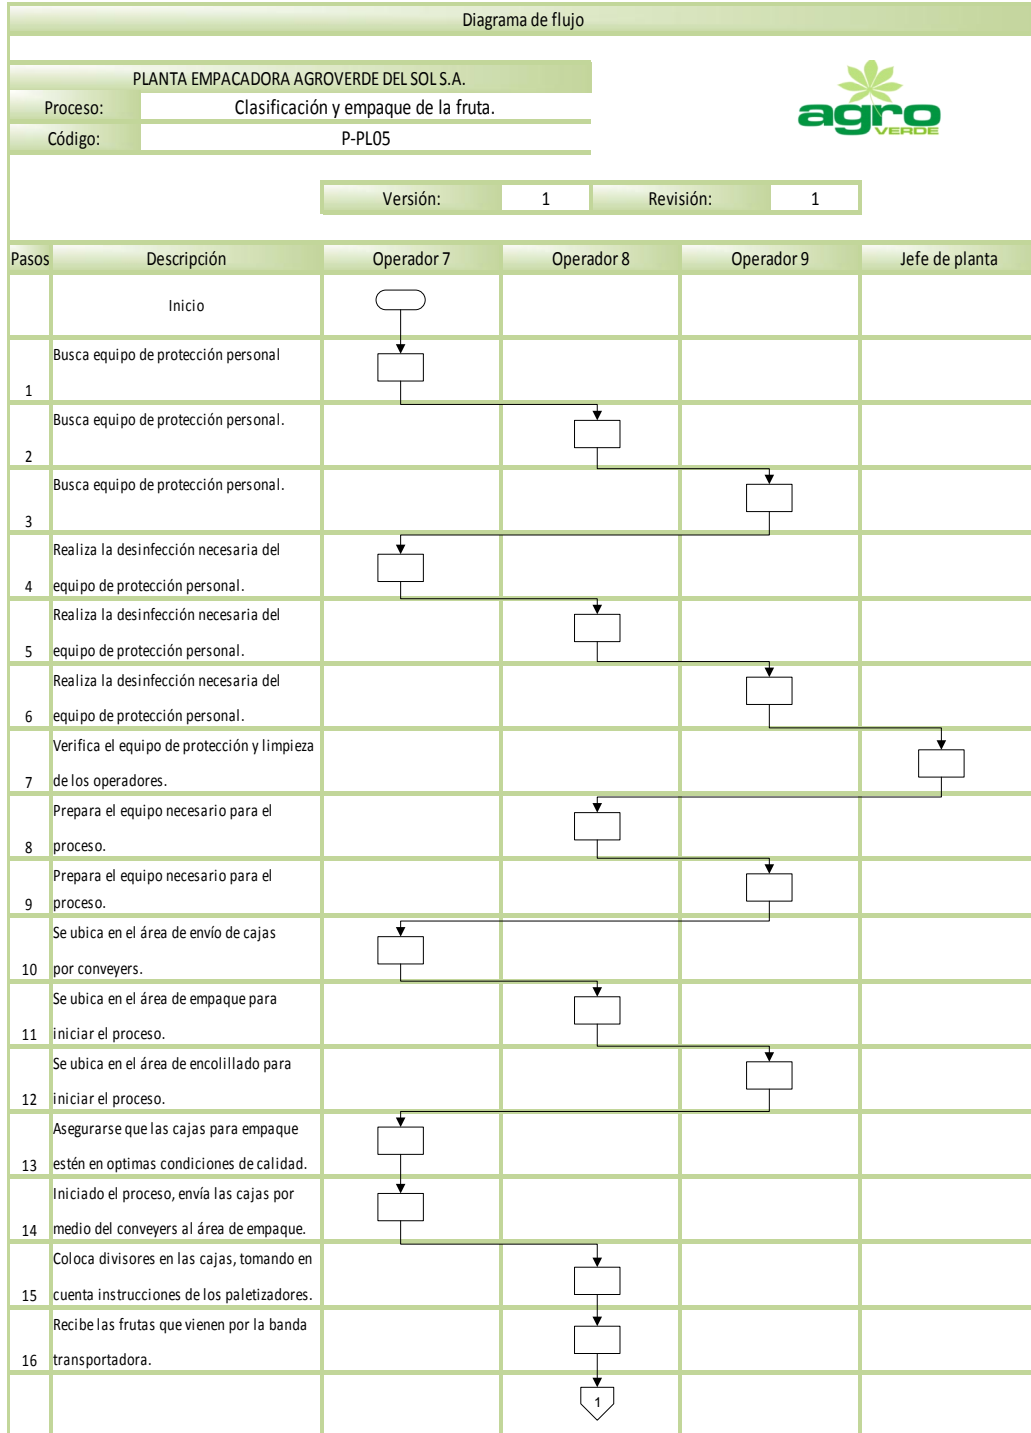 Diagrama de flujo
PLANTA EMPACADORA AGROVERDE DEL SOL S.A.
Proceso: Clasificación y empaque de la fruta.
Código: P-PL05
agro
VERDE
Versión: 1 Revisión: 1
Pasos Descripción Operador 7 Operador 8 Operador 9 Jefe de planta
Inicio
Busca equipo de protección personal
1
Busca equipo de protección personal.
2
Busca equipo de protección personal.
3
Realiza la desinfección necesaria del
4 equipo de protección personal.
Realiza la desinfección necesaria del
5 equipo de protección personal.
Realiza la desinfección necesaria del
6 equipo de protección personal.
Verifica el equipo de protección y limpieza
7 de los operadores.
Prepara el equipo necesario para el
8 proceso.
Prepara el equipo necesario para el
9 proceso.
Se ubica en el área de envío de cajas
10 por conveyers.
Se ubica en el área de empaque para
11 iniciar el proceso.
Se ubica en el área de encolillado para
12 iniciar el proceso.
Asegurarse que las cajas para empaque
13 estén en optimas condiciones de calidad.
Iniciado el proceso, envía las cajas por
14 medio del conveyers al área de empaque.
Coloca divisores en las cajas, tomando en
15 cuenta instrucciones de los paletizadores.
Recibe las frutas que vienen por la banda
16 transportadora.
1